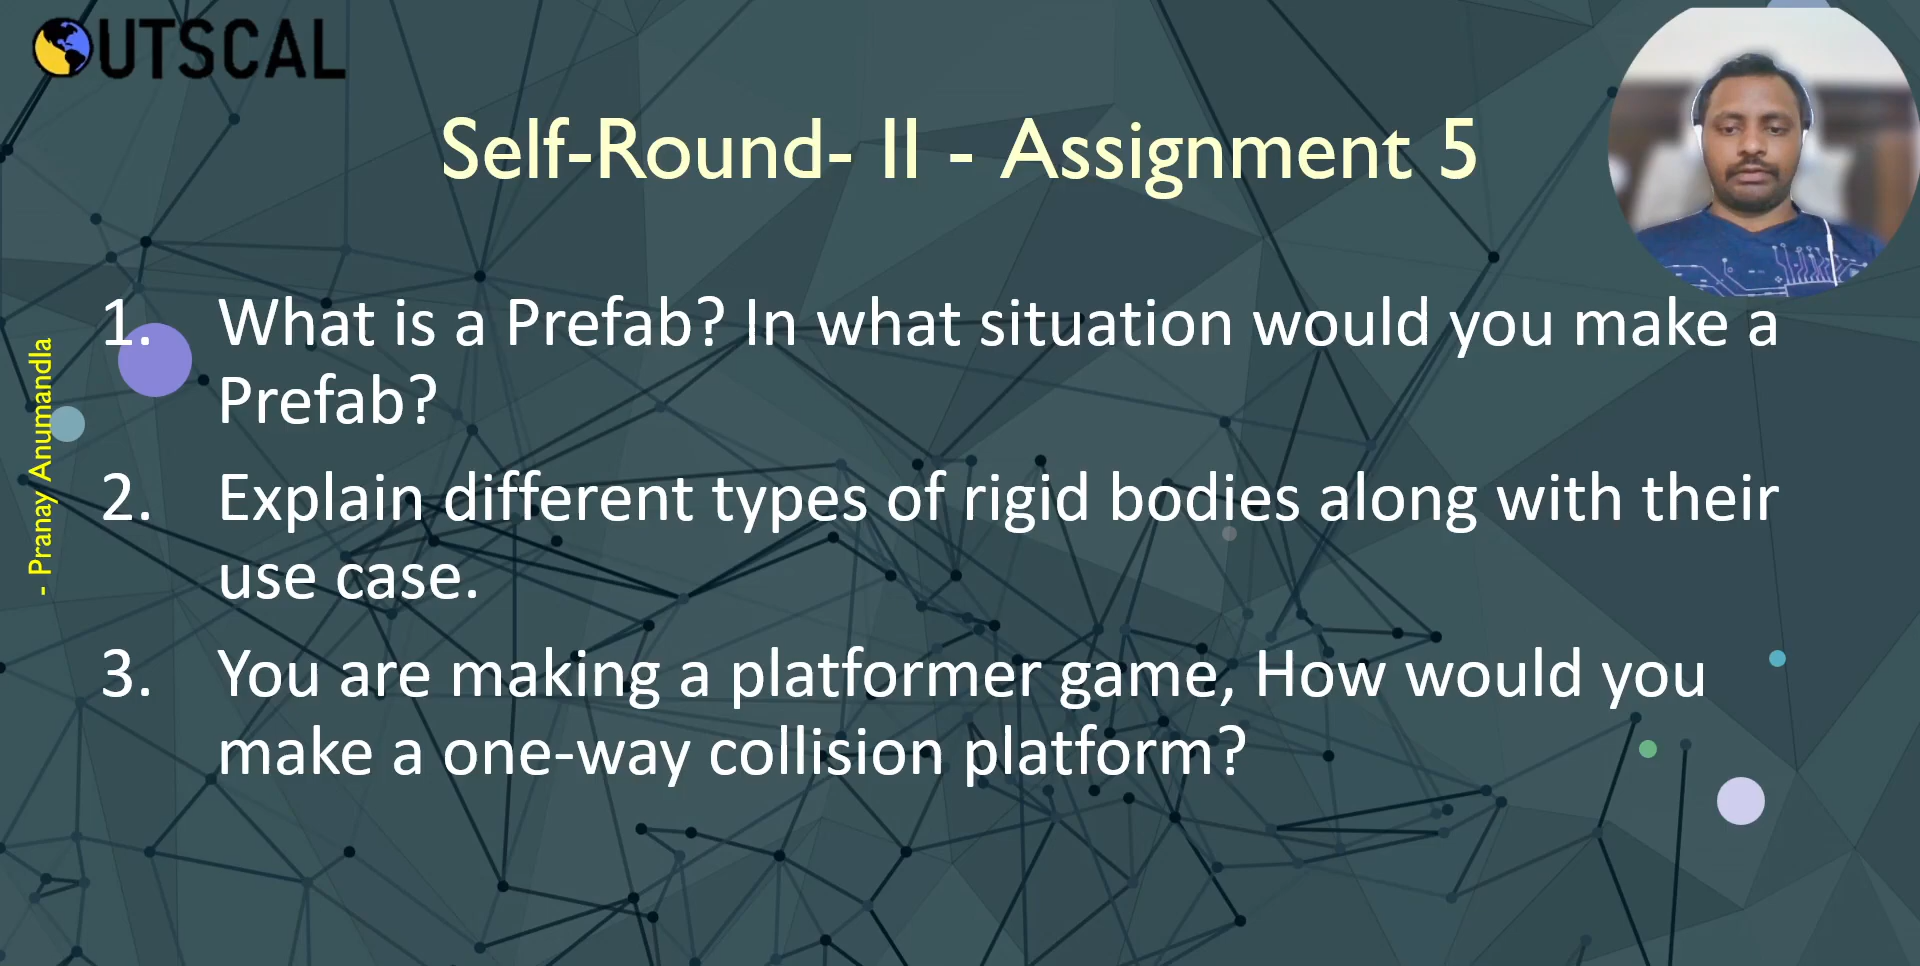 OUTSCAL
Self-Round- II - Assignment 5
1. What is a Prefab? In what situation would you make a
Prefab?
2. Explain different types of rigid bodies along with their
use case.
3. You are making a platformer game, How would you
make a one-way collision platform?
- Pranay Anumandla